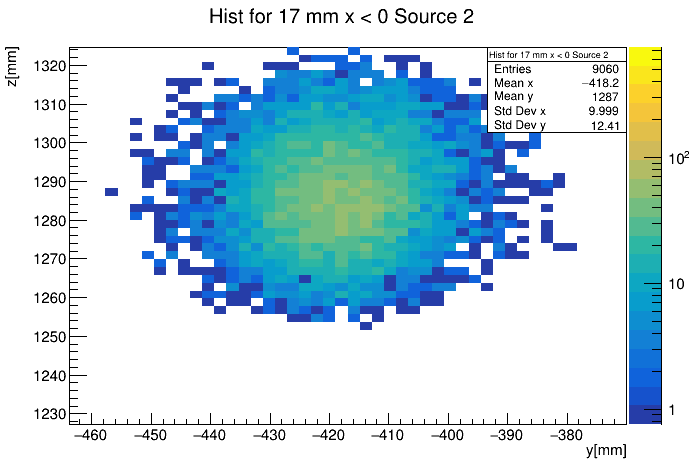 Hist for 17 mm x < 0 Source 2
z[mm]
Hist for 17 mm x < 0 Source 2
Entries 9060
Mean x −418.2
Mean y 1287
Std Dev x 9.999
Std Dev y 12.41
1320
1310
1300
1290
1280
1270
1260
1250
1240
1230
10²
10
1
−460 −450 −440 −430 −420 −410 −400 −390 −380
y[mm]